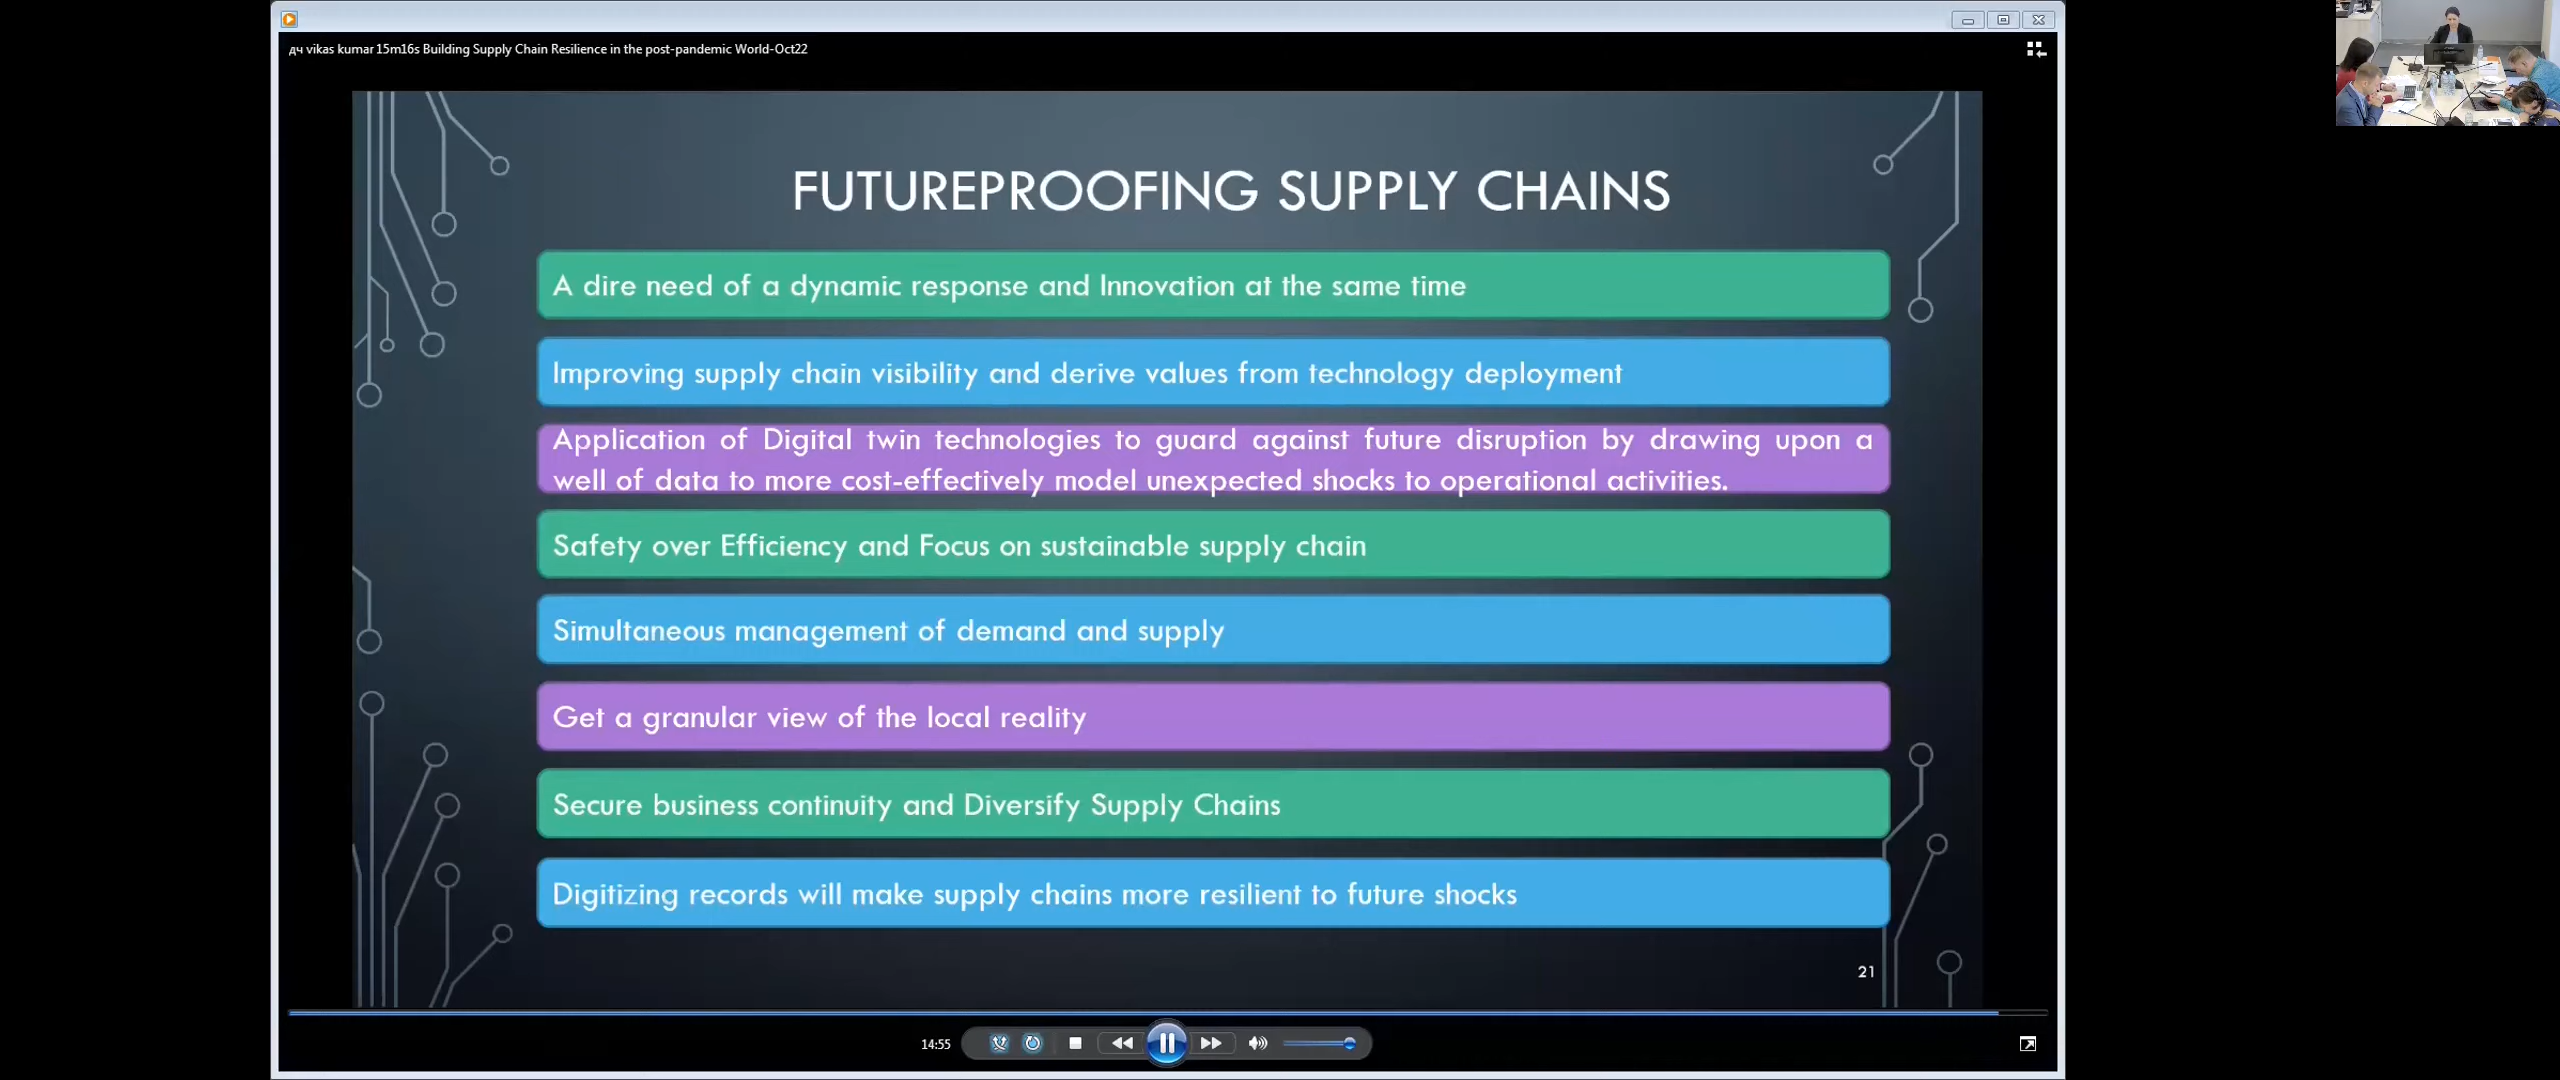 дч vikas kumar 15m16s Building Supply Chain Resilience in the post-pandemic World-Oct22
FUTUREPROOFING SUPPLY CHAINS
A dire need of a dynamic response and Innovation at the same time
Improving supply chain visibility and derive values from technology deployment
Application of Digital twin technologies to guard against future disruption by drawing upon a
well of data to more cost-effectively model unexpected shocks to operational activities.
Safety over Efficiency and Focus on sustainable supply chain
Simultaneous management of demand and supply
Get a granular view of the local reality
Secure business continuity and Diversify Supply Chains
Digitizing records will make supply chains more resilient to future shocks
21
14:55